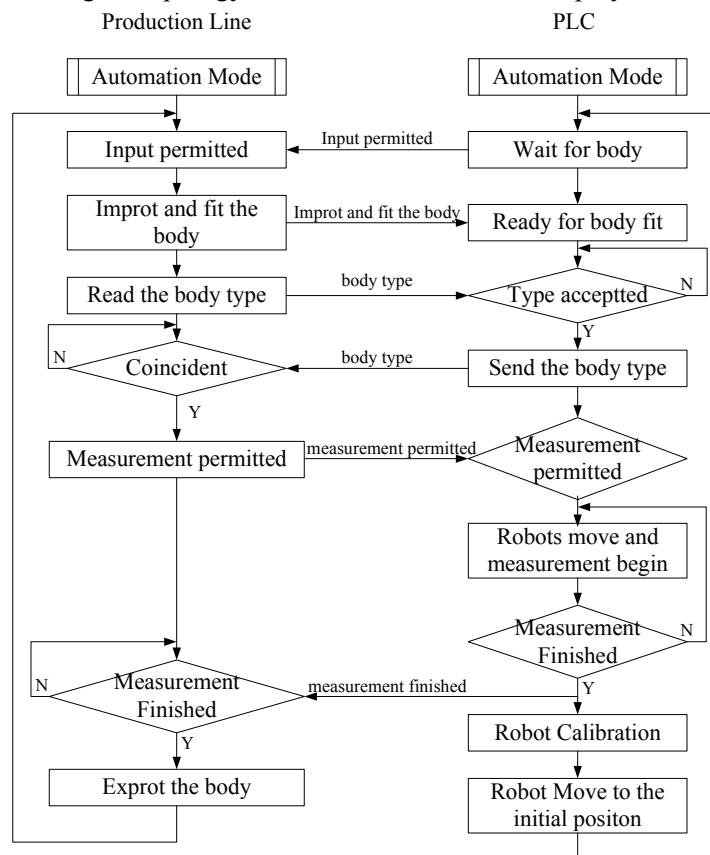 Production Line PLC
Automation Mode Automation Mode
Input permitted Input permitted Wait for body
Improt and fit the
body
Improt and fit the body
Ready for body fit
Read the body type body type Type acceptted N
Y
N Coincident body type Send the body type
Y
Measurement permitted measurement permitted Measurement
permitted
Robots move and
measurement begin
Measurement
Finished
N
Y
N Measurement
Finished
measurement finished
Y
Robot Calibration
Exprot the body
Robot Move to the
initial positon